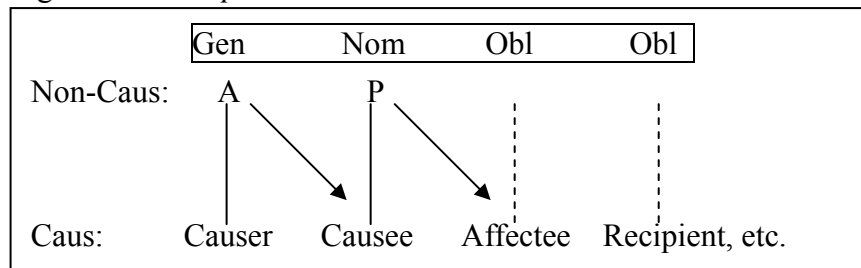 Gen Nom Obl Obl
Non-Caus: A P
Caus: Causer Causee Affectee Recipient, etc.